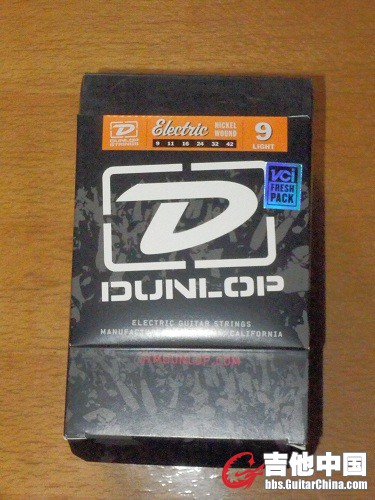 DUNLOP
STRINGS
Electric
9 11 16 24 32 42
NICKEL
WOUND
9
LIGHT
VCI
FRESH
PACK
D
DUNLOP
ELECTRIC GUITAR STRINGS
CALIFORNIA
吉他中国
bbs.GuitarChina.com